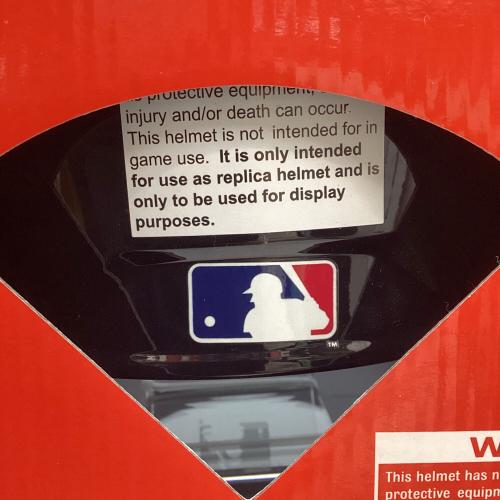 protective equipment,
injury and/or death can occur.
This helmet is not intended for in
game use. It is only intended
for use as replica helmet and is
only to be used for display
purposes.
TM
W
This helmet has n
protective equipm